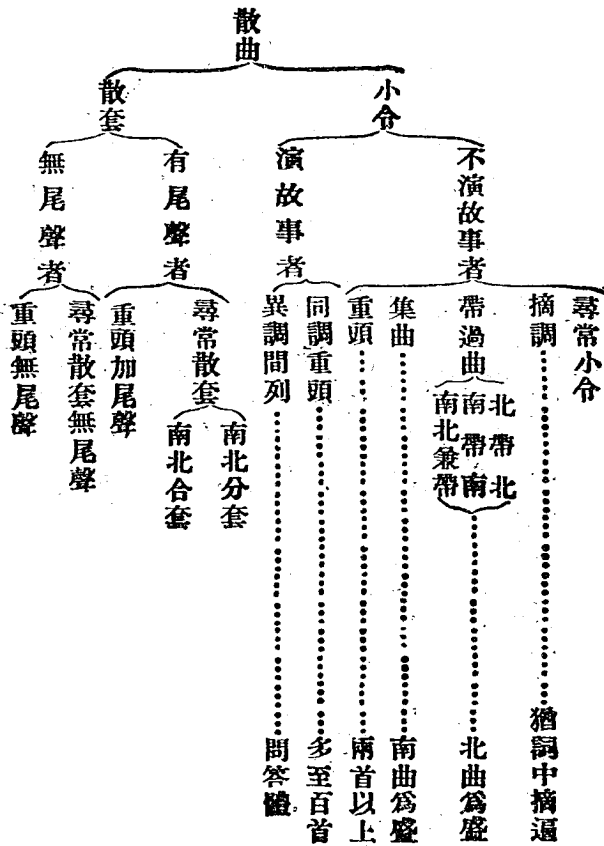 散曲
小令
不演故事者
尋常小令
摘調
猶詞中摘遍
帶過曲
北帶北
南帶南
南北兼帶
北曲爲盛
集曲
南曲爲盛
重頭
兩首以上
演故事者
同調重頭
多至百首
異調間列
問答體
散套
有尾聲者
尋常散套
南北分套
南北合套
重頭加尾聲
無尾聲者
尋常散套無尾聲
重頭無尾聲